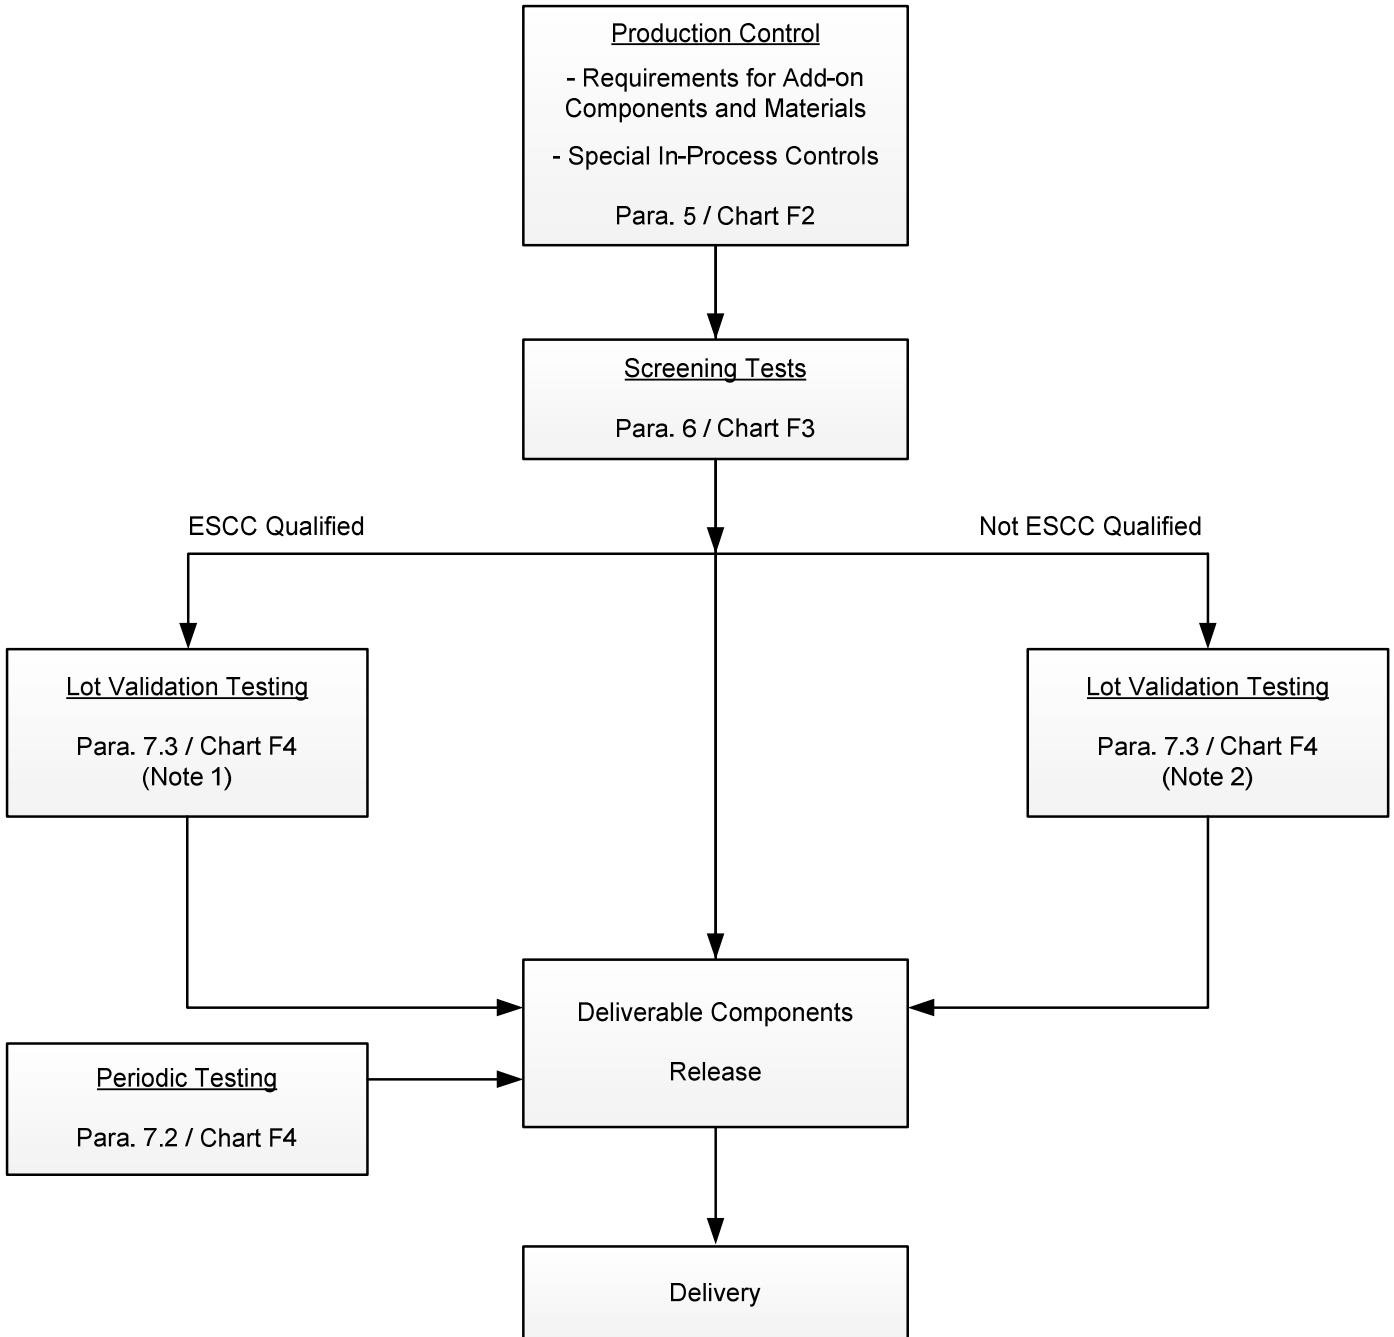 Production Control
- Requirements for Add-on
Components and Materials
- Special In-Process Controls
Para. 5 / Chart F2
Screening Tests
Para. 6 / Chart F3
ESCC Qualified
Not ESCC Qualified
Lot Validation Testing
Para. 7.3 / Chart F4
(Note 1)
Lot Validation Testing
Para. 7.3 / Chart F4
(Note 2)
Deliverable Components
Release
Periodic Testing
Para. 7.2 / Chart F4
Delivery